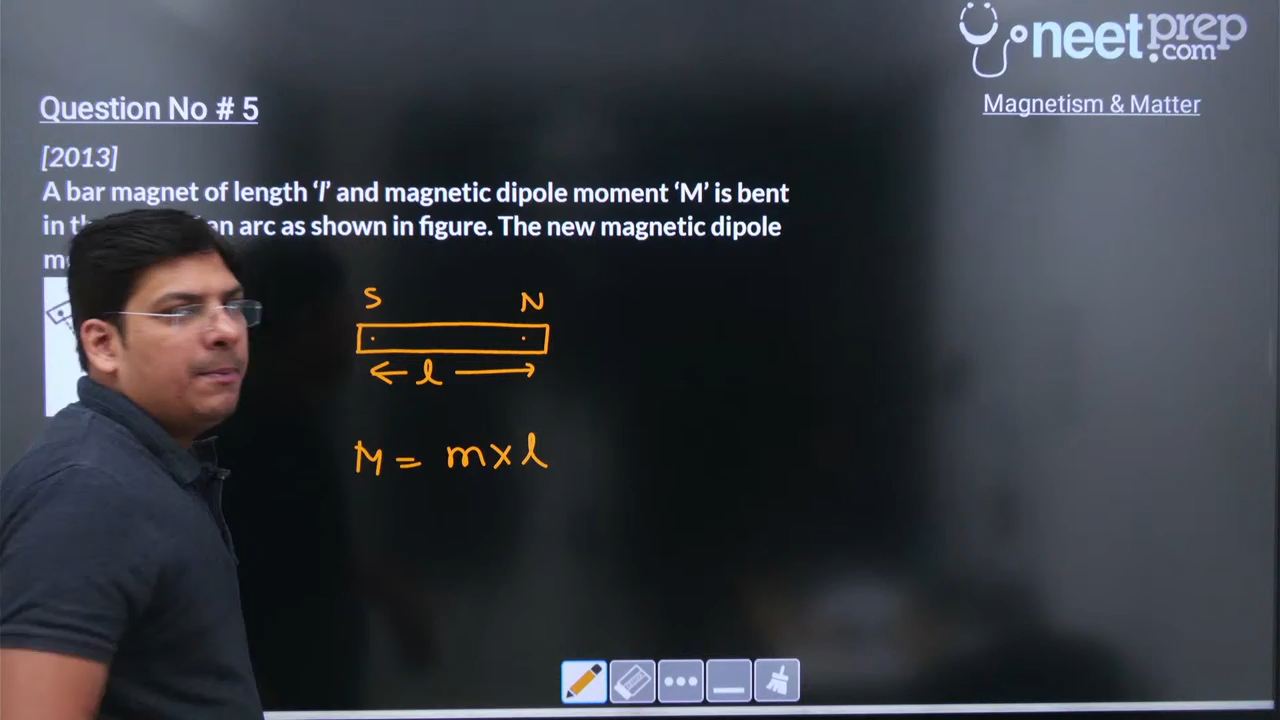 neetprep
.com
Question No # 5
Magnetism & Matter
[2013]
A bar magnet of length ‘l’ and magnetic dipole moment ‘M’ is bent
in an arc as shown in figure. The new magnetic dipole
S N
l
M = m x l